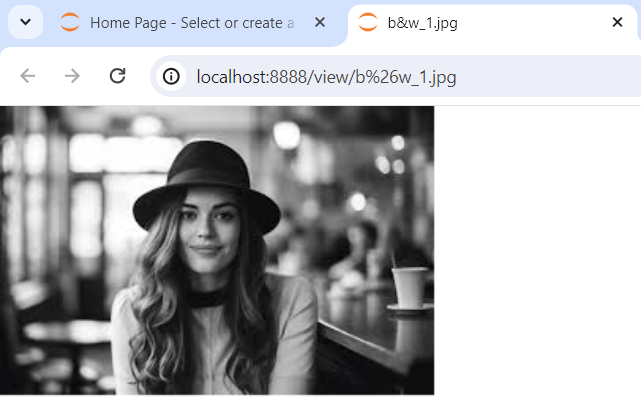 Home Page - Select or create a
b&w_1.jpg
localhost:8888/view/b%26w_1.jpg